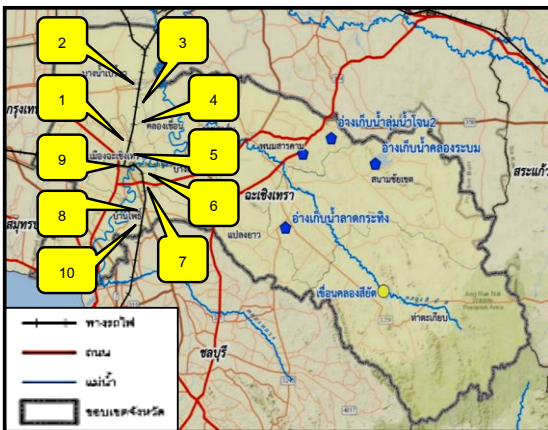 2
3
บางน้ำเปรี้ยว
1
4
กรุงเทพ
คลองเขื่อน
อ่างเก็บน้ำลุ่มน้ำโจน2
พนมสารคาม
เมืองฉะเชิงเทรา
5
อ่างเก็บน้ำคลองระบม
9
บาง
สระแก้ว
สนามชัยเขต
6
ฉะเชิงเทรา
8
สมุทรป
บ้านโพธิ์
อ่างเก็บน้ำลาดกระทิง
แปลงยาว
10
7
เขื่อนคลองสียัด
ท่าตะเกียบ
ทางรถไฟ
ถนน
ชลบุรี
แม่น้ำ
ขอบเขตจังหวัด